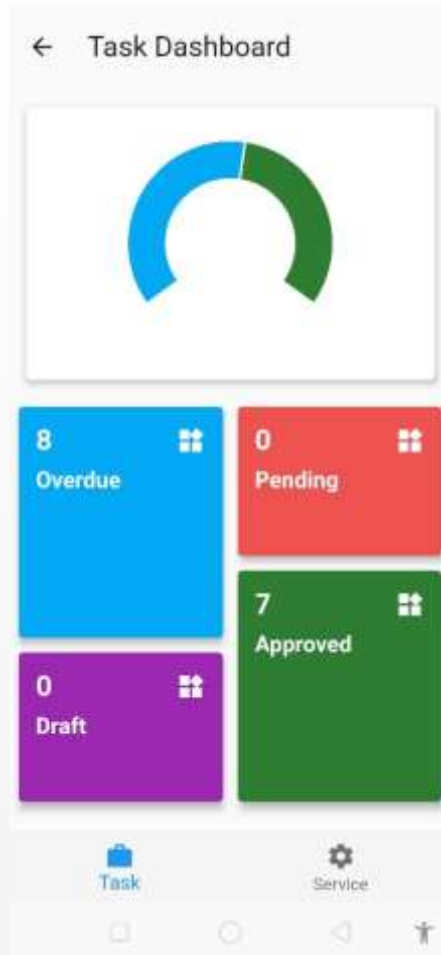 Task Dashboard
8
Overdue
0
Pending
7
Approved
0
Draft
Task
Service